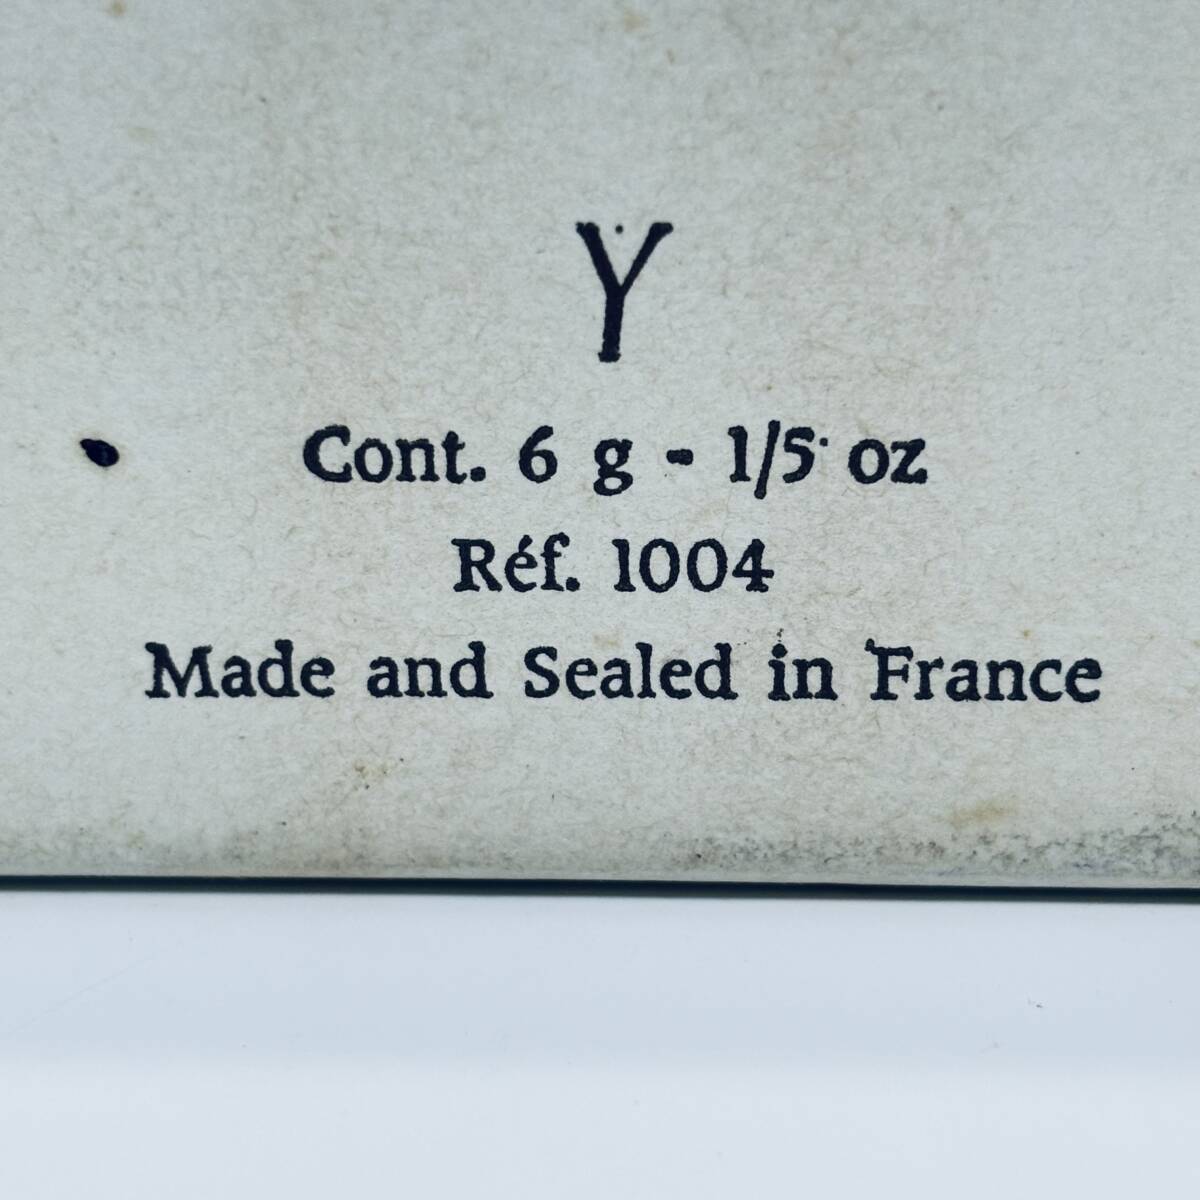 Y
Cont. 6 g - 1/5 oz
Réf. 1004
Made and Sealed in France